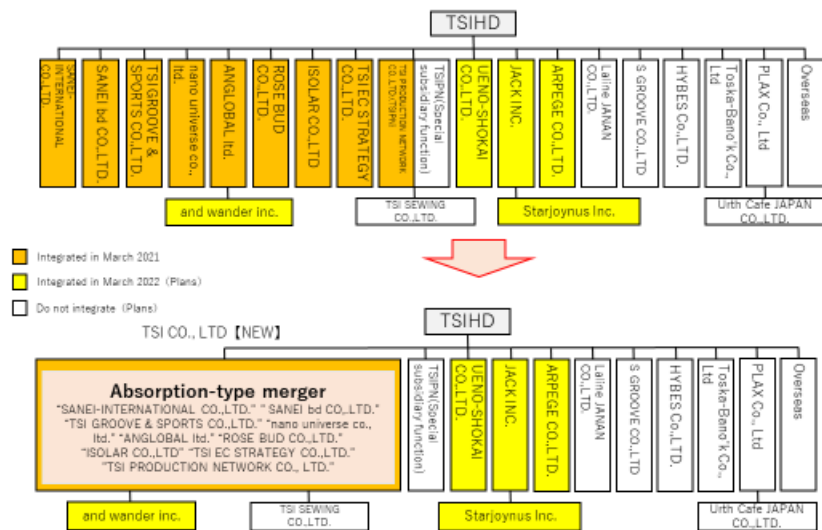 TSIHD
SANEI-
INTERNATIONAL
CO.,LTD.
SANEI bd CO.,LTD.
TSI GROOVE &
SPORTS CO.,LTD.
nano universe co.,
ltd.
ANGLOBAL ltd.
ROSE BUD
CO.,LTD.
ISOLAR CO.,LTD
TSI EC STRATEGY
CO.,LTD.
TSI PRODUCTION NETWORK
CO.,LTD.(TSIPN)
TSIPN(Special
subsidiary function)
UENO-SHOKAI
CO.,LTD.
JACK INC.
ARPEGE CO.,LTD.
Laline JANAN
CO.,LTD.
S GROOVE CO.,LTD
HYBES Co.,LTD.
Toska-Bano'k Co.,
Ltd
PLAX Co., Ltd
Overseas
and wander inc.
TSI SEWING
CO.,LTD.
Starjoynus Inc.
Urth Cafe JAPAN
CO.,LTD.
Integrated in March 2021
Integrated in March 2022 (Plans)
Do not integrate (Plans)
TSI CO., LTD【NEW】
TSIHD
Absorption-type merger
"SANEI-INTERNATIONAL CO.,LTD." " SANEI bd CO,.LTD."
"TSI GROOVE & SPORTS CO.,LTD." "nano universe co.,
ltd." "ANGLOBAL ltd." "ROSE BUD CO.,LTD."
"ISOLAR CO.,LTD" "TSI EC STRATEGY CO.,LTD."
"TSI PRODUCTION NETWORK CO., LTD."
TSIPN(Special
subsidiary function)
UENO-SHOKAI
CO.,LTD.
JACK INC.
ARPEGE CO.,LTD.
Laline JANAN
CO.,LTD.
S GROOVE CO.,LTD
HYBES Co.,LTD.
Toska-Bano'k Co.,
Ltd
PLAX Co., Ltd
Overseas
and wander inc.
TSI SEWING
CO.,LTD.
Starjoynus Inc.
Urth Cafe JAPAN
CO.,LTD.